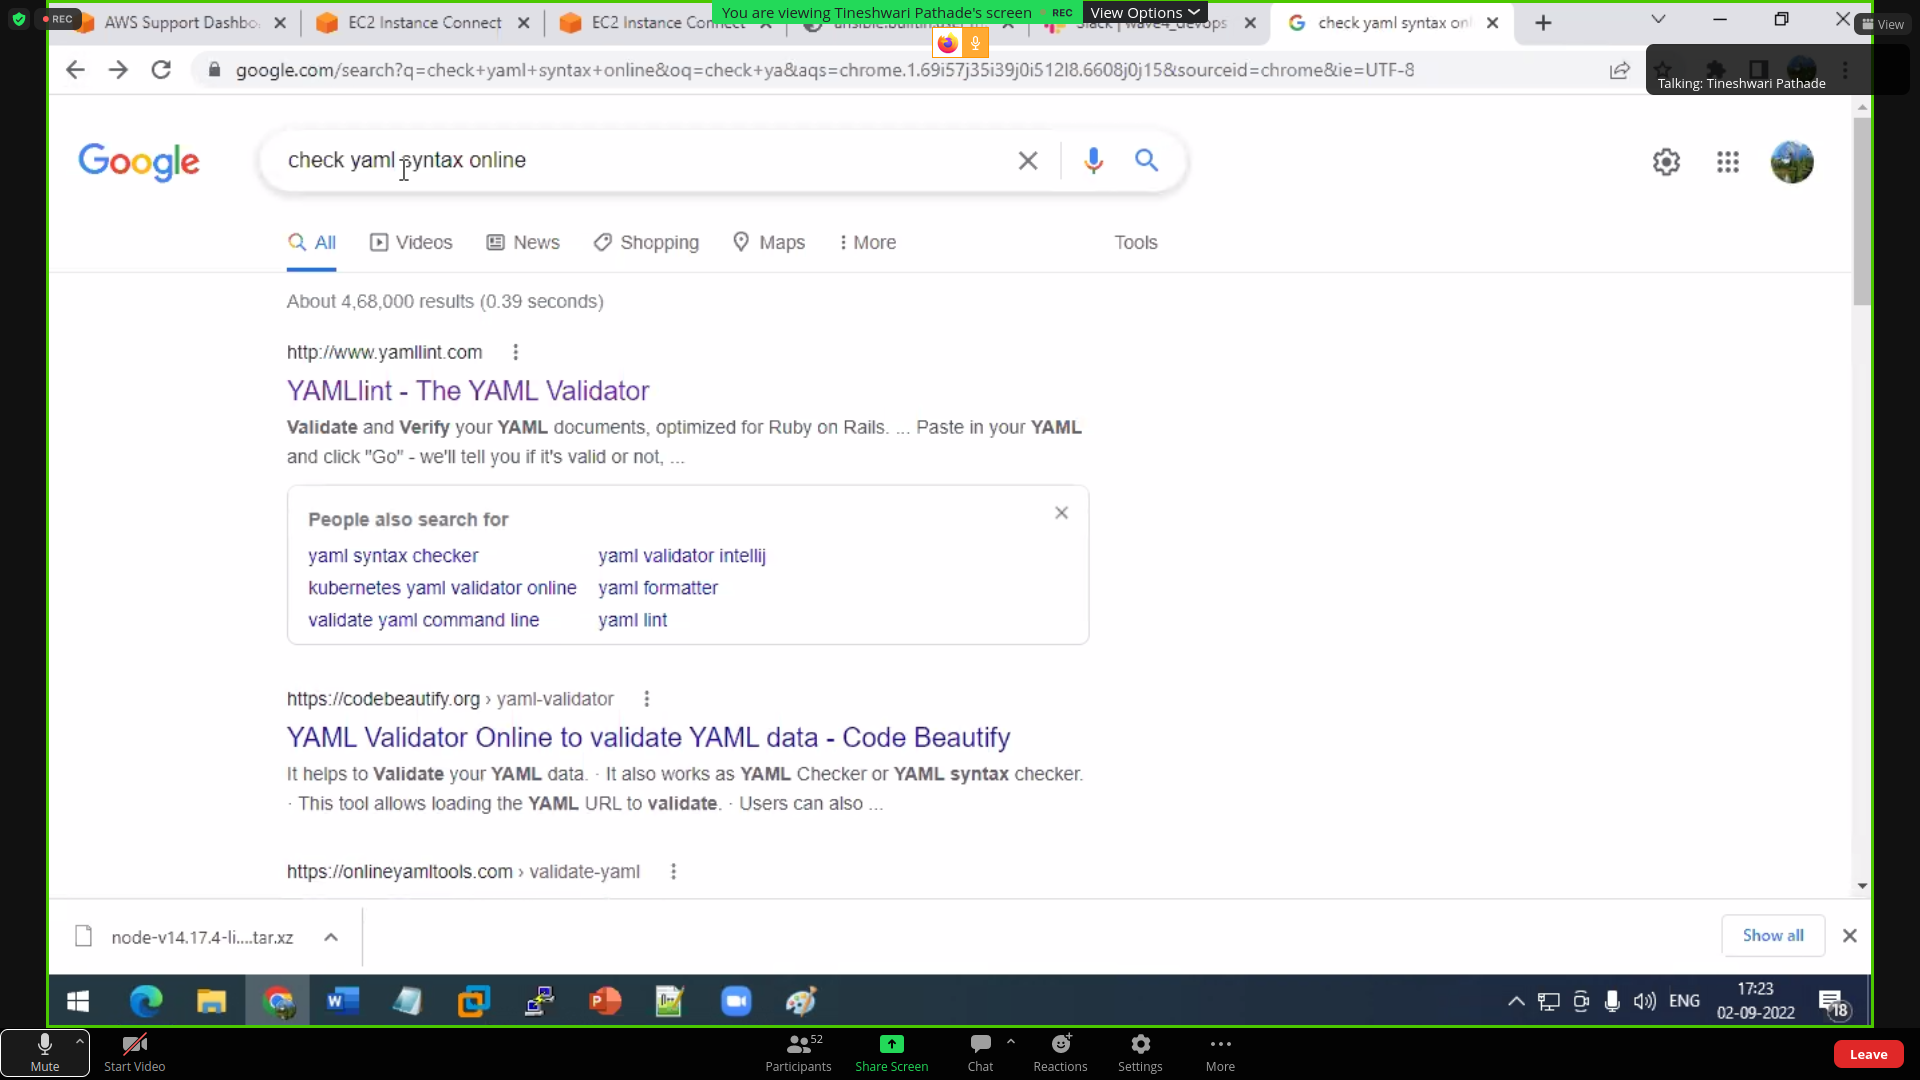 REC
AWS Support Dashbo
EC2 Instance Connect
EC2 Instance Connect
You are viewing Tineshwari Pathade's screen
REC
View Options
Slack | wave4_devops
check yaml syntax onl
View
google.com/search?q=check+yaml+syntax+online&oq=check+ya&aqs=chrome.1.69i57j35i39j0i512l8.6608j0j15&sourceid=chrome&ie=UTF-8
Talking: Tineshwari Pathade
Google
check yaml syntax online
All
Videos
News
Shopping
Maps
More
Tools
About 4,68,000 results (0.39 seconds)
http://www.yamllint.com
YAMLlint - The YAML Validator
Validate and Verify your YAML documents, optimized for Ruby on Rails. ... Paste in your YAML
and click "Go" - we'll tell you if it's valid or not, ...
People also search for
yaml syntax checker
yaml validator intellij
kubernetes yaml validator online
yaml formatter
validate yaml command line
yaml lint
https://codebeautify.org › yaml-validator
YAML Validator Online to validate YAML data - Code Beautify
It helps to Validate your YAML data. · It also works as YAML Checker or YAML syntax checker.
· This tool allows loading the YAML URL to validate. · Users can also ...
https://onlineyamltools.com › validate-yaml
node-v14.17.4-li....tar.xz
Show all
ENG
17:23
02-09-2022
18
Mute
Start Video
52
Participants
Share Screen
Chat
Reactions
Settings
More
Leave